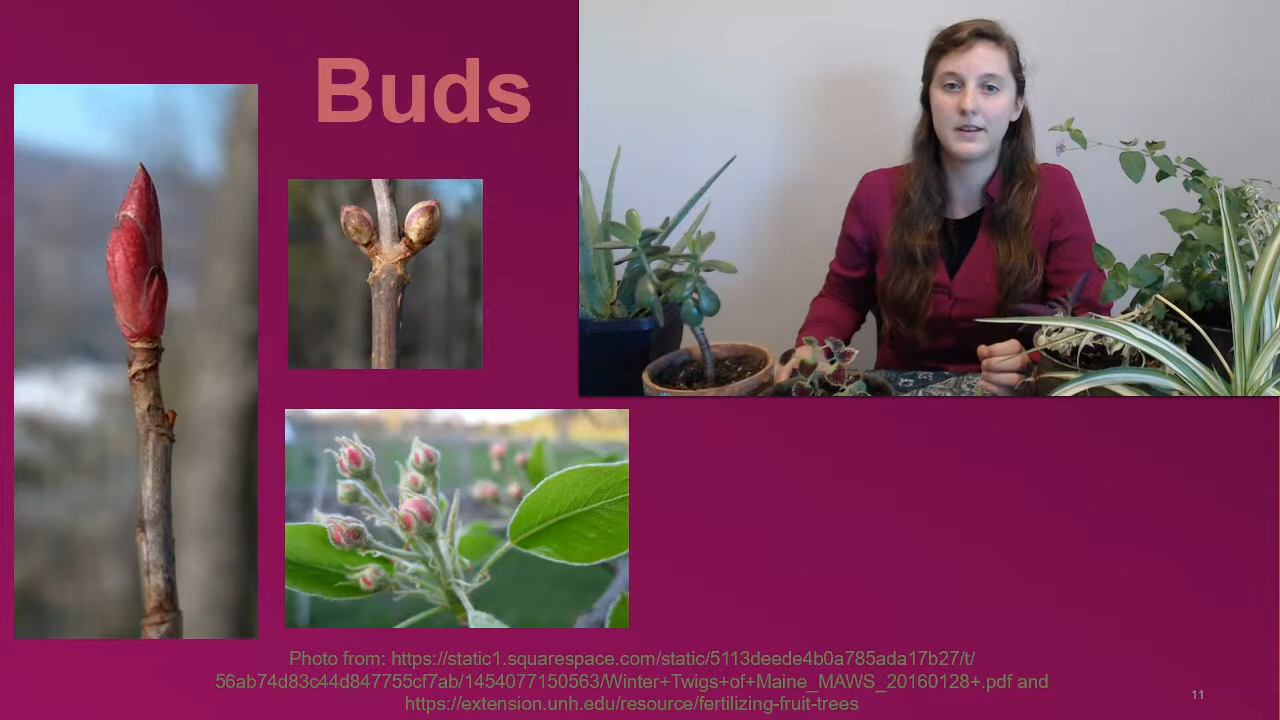 Buds
Photo from: https://static1.squarespace.com/static/5113deede4b0a785ada17b27/t/
56ab74d83c44d847755cf7ab/1454077150563/Winter+Twigs+of+Maine_MAWS_20160128+.pdf and
https://extension.unh.edu/resource/fertilizing-fruit-trees
11